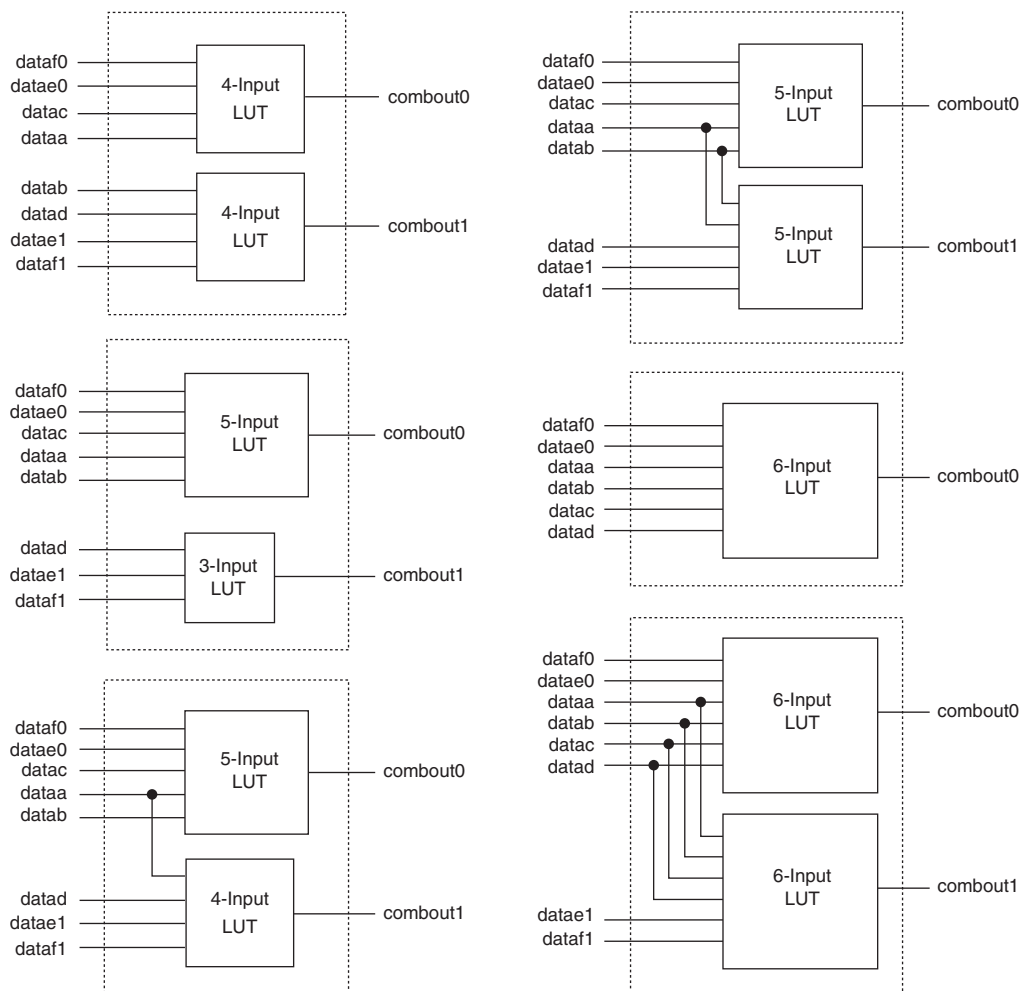 dataf0
datae0
datac
dataa
4-Input
LUT
combout0
datab
datad
datae1
dataf1
4-Input
LUT
combout1
dataf0
datae0
datac
dataa
datab
5-Input
LUT
combout0
datad
datae1
dataf1
3-Input
LUT
combout1
dataf0
datae0
datac
dataa
datab
5-Input
LUT
combout0
datad
datae1
dataf1
4-Input
LUT
combout1
dataf0
datae0
datac
dataa
datab
5-Input
LUT
combout0
datad
datae1
dataf1
5-Input
LUT
combout1
dataf0
datae0
dataa
datab
datac
datad
6-Input
LUT
combout0
dataf0
datae0
dataa
datab
datac
datad
6-Input
LUT
combout0
datae1
dataf1
6-Input
LUT
combout1